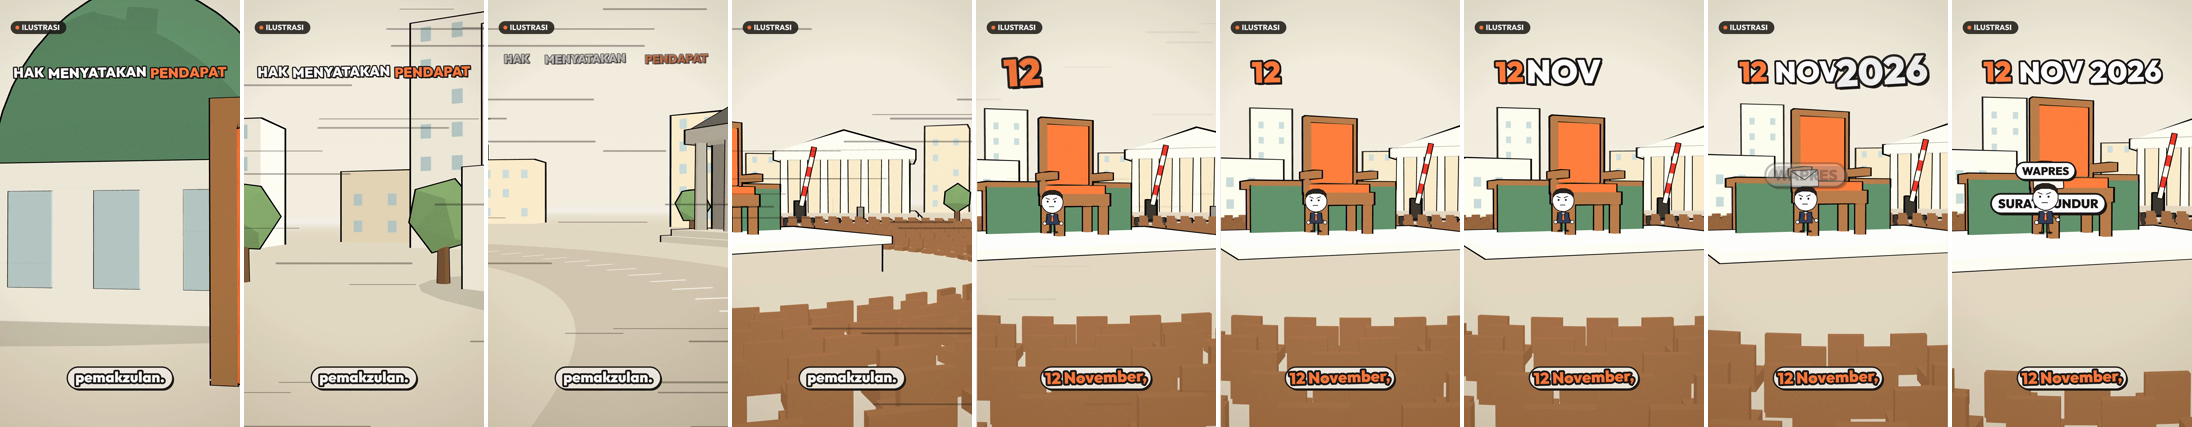 ILUSTRASI
HAK MENYATAKAN PENDAPAT
pemakzulan.
ILUSTRASI
HAK MENYATAKAN PENDAPAT
pemakzulan.
ILUSTRASI
HAK MENYATAKAN PENDAPAT
pemakzulan.
ILUSTRASI
pemakzulan.
ILUSTRASI
12
12 November,
ILUSTRASI
12
12 November,
ILUSTRASI
12 NOV
12 November,
ILUSTRASI
12 NOV 2026
WAPRES
12 November,
ILUSTRASI
12 NOV 2026
WAPRES
12 November,